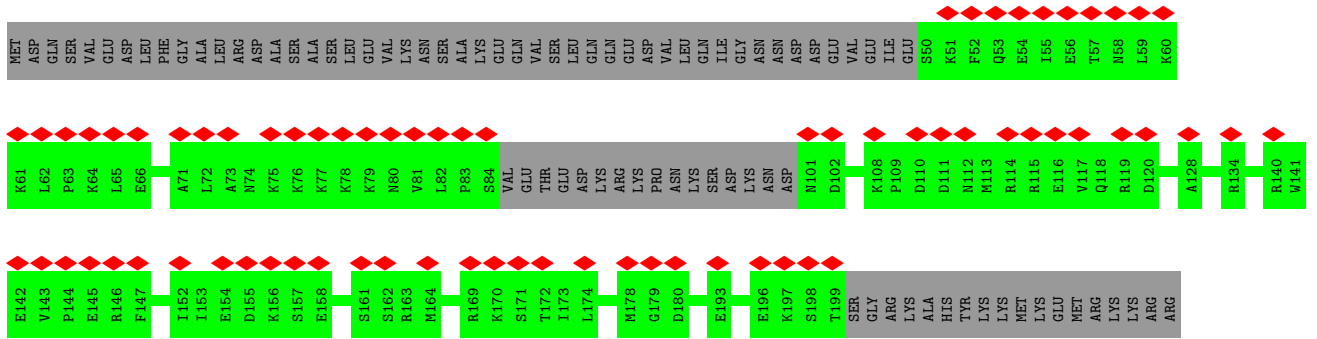 MET ASP GLN SER VAL GLU ASP LEU PHE GLY ALA LEU ARG ASP ALA SER ALA SER LEU GLU VAL LYS ASN SER ALA LYS GLU GLN VAL SER LEU GLN GLN GLU ASP VAL LEU GLN ILE GLY ASN ASN ASP ASP GLU VAL GLU ILE GLU S50 K51 F52 Q53 E54 I55 E56 T57 N58 L59 K60
K61 L62 P63 K64 L65 E66 A71 L72 A73 N74 K75 K76 K77 K78 K79 N80 V81 L82 P83 S84 VAL GLU THR GLU ASP LYS ARG LYS PRO ASN LYS SER ASP LYS ASN ASP N101 D102 K108 P109 D110 D111 N112 M113 R114 R115 E116 V117 Q118 R119 D120 A128 R134 R140 W141
E142 V143 P144 E145 R146 F147 I152 I153 E154 D155 K156 S157 E158 S161 S162 R163 M164 R169 K170 S171 T172 I173 L174 M178 G179 D180 E193 E196 K197 S198 T199 SER GLY ARG LYS ALA HIS TYR LYS LYS MET LYS GLU MET ARG LYS LYS ARG ARG